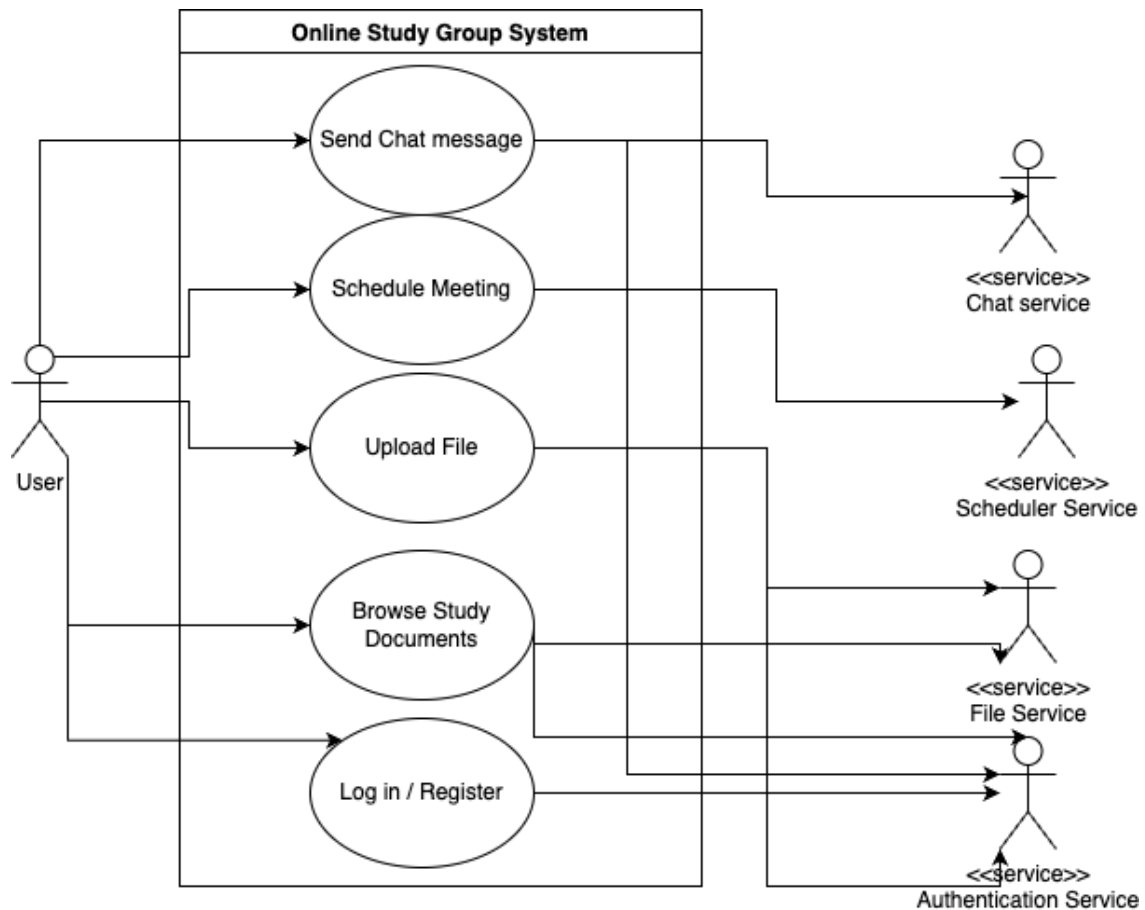 Online Study Group System
Send Chat message
Schedule Meeting
Upload File
Browse Study
Documents
Log in / Register
User
<<service>>
Chat service
<<service>>
Scheduler Service
<<service>>
File Service
<<service>>
Authentication Service